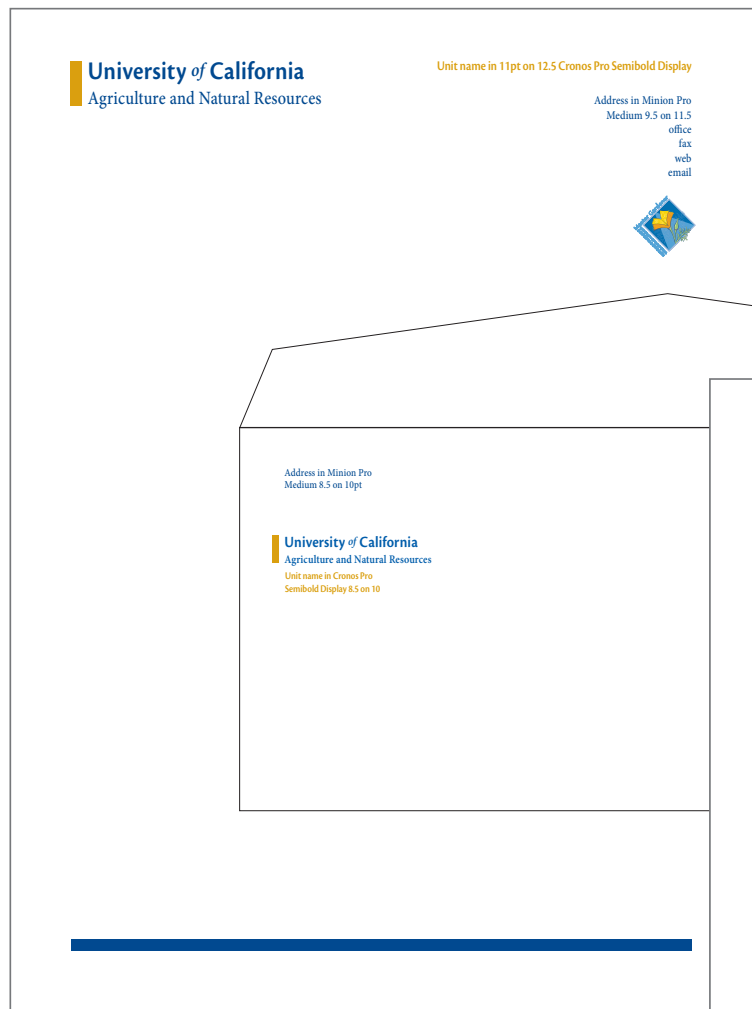 University of California
Agriculture and Natural Resources
Unit name in 11pt on 12.5 Cronos Pro Semibold Display
Address in Minion Pro
Medium 9.5 on 11.5
office
fax
web
email
Master Gardener
Address in Minion Pro
Medium 8.5 on 10pt
University of California
Agriculture and Natural Resources
Unit name in Cronos Pro
Semibold Display 8.5 on 10